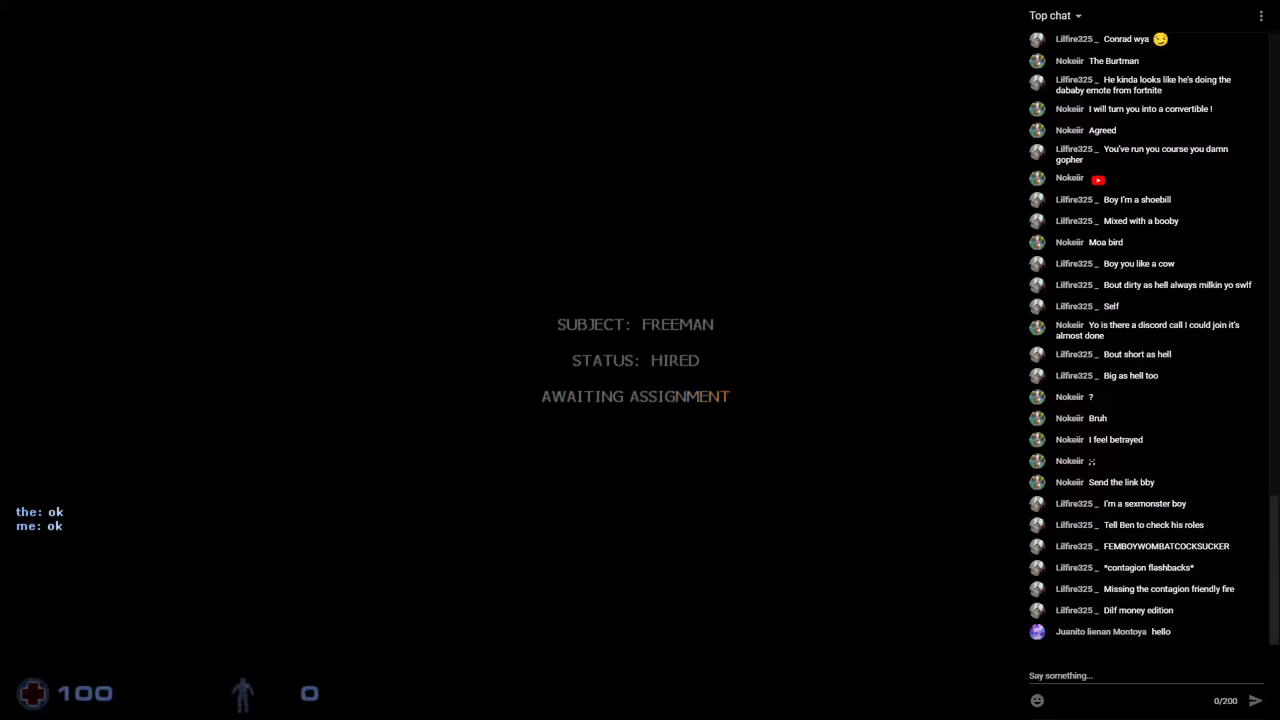 SUBJECT: FREEMAN
STATUS: HIRED
AWAITING ASSIGNMENT
the: ok
me: ok
100
0
Top chat
Lilfire325_ Conrad wya
Nokeiir The Burtman
Lilfire325_ He kinda looks like he's doing the
dababy emote from fortnite
Nokeiir I will turn you into a convertible !
Nokeiir Agreed
Lilfire325_ You've run you course you damn
gopher
Nokeiir
Lilfire325_ Boy I'm a shoebill
Lilfire325_ Mixed with a booby
Nokeiir Moa bird
Lilfire325_ Boy you like a cow
Lilfire325_ Bout dirty as hell always milkin yo swlf
Lilfire325_ Self
Nokeiir Yo is there a discord call I could join it's
almost done
Lilfire325_ Bout short as hell
Lilfire325_ Big as hell too
Nokeiir ?
Nokeiir Bruh
Nokeiir I feel betrayed
Nokeiir
Nokeiir Send the link bby
Lilfire325_ I'm a sexmonster boy
Lilfire325_ Tell Ben to check his roles
Lilfire325_ FEMBOYWOMBATCOCKSUCKER
Lilfire325_ *contagion flashbacks*
Lilfire325_ Missing the contagion friendly fire
Lilfire325_ Dilf money edition
Juanito lienan Montoya hello
Say something...
0/200